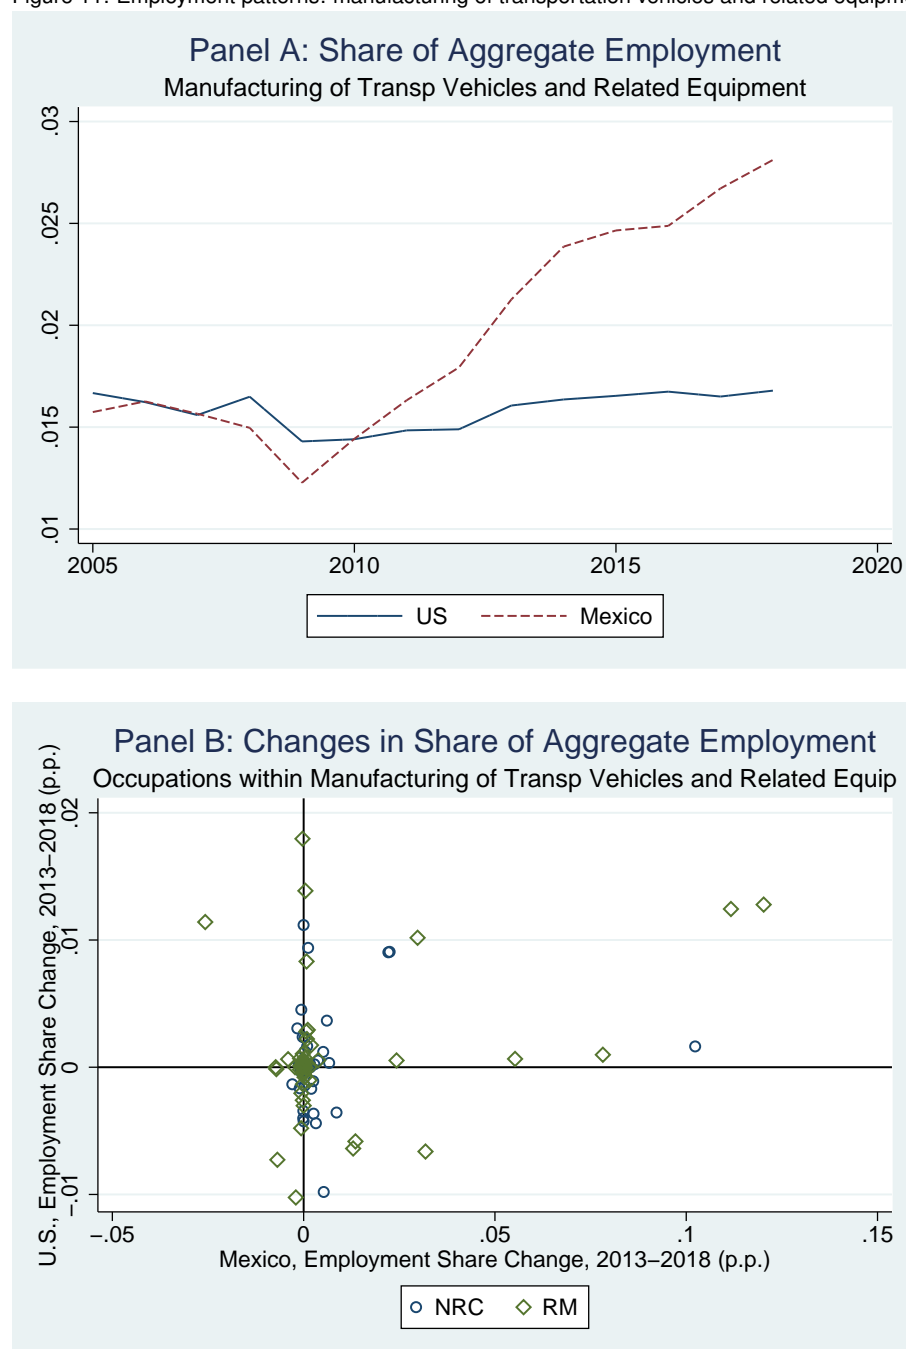 Panel A: Share of Aggregate Employment
Manufacturing of Transp Vehicles and Related Equipment
.03
.025
.02
.015
.01
2005 2010 2015 2020
US Mexico
Panel B: Changes in Share of Aggregate Employment
Occupations within Manufacturing of Transp Vehicles and Related Equip
U.S., Employment Share Change, 2013−2018 (p.p.)
.02
.01
0
−.01
−.05 0 .05 .1 .15
Mexico, Employment Share Change, 2013−2018 (p.p.)
NRC RM